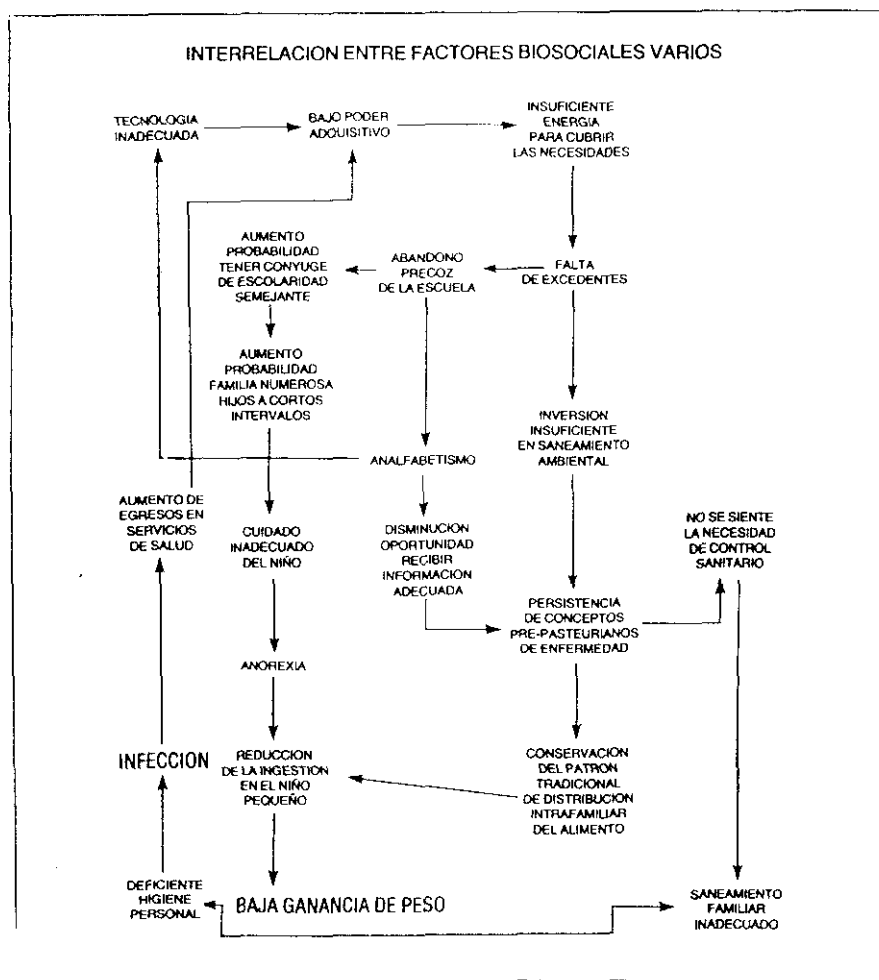 INTERRELACION ENTRE FACTORES BIOSOCIALES VARIOS
TECNOLOGIA
INADECUADA
BAJO PODER
ADQUISITIVO
INSUFICIENTE
ENERGIA
PARA CUBRIR
LAS NECESIDADES
AUMENTO
PROBABILIDAD
TENER CONYUGE
DE ESCOLARIDAD
SEMEJANTE
ABANDONO
PRECOZ
DE LA ESCUELA
FALTA
DE EXCEDENTES
AUMENTO
PROBABILIDAD
FAMILIA NUMEROSA
HIJOS A CORTOS
INTERVALOS
INVERSION
INSUFICIENTE
EN SANEAMIENTO
AMBIENTAL
ANALFABETISMO
AUMENTO DE
EGRESOS EN
SERVICIOS
DE SALUD
CUIDADO
INADECUADO
DEL NIÑO
DISMINUCION
OPORTUNIDAD
RECIBIR
INFORMACION
ADECUADA
NO SE SIENTE
LA NECESIDAD
DE CONTROL
SANITARIO
PERSISTENCIA
DE CONCEPTOS
PRE-PASTEURIANOS
DE ENFERMEDAD
ANOREXIA
INFECCION
REDUCCION
DE LA INGESTION
EN EL NIÑO
PEQUEÑO
CONSERVACION
DEL PATRON
TRADICIONAL
DE DISTRIBUCION
INTRAFAMILIAR
DEL ALIMENTO
DEFICIENTE
HIGIENE
PERSONAL
BAJA GANANCIA DE PESO
SANEAMIENTO
FAMILIAR
INADECUADO